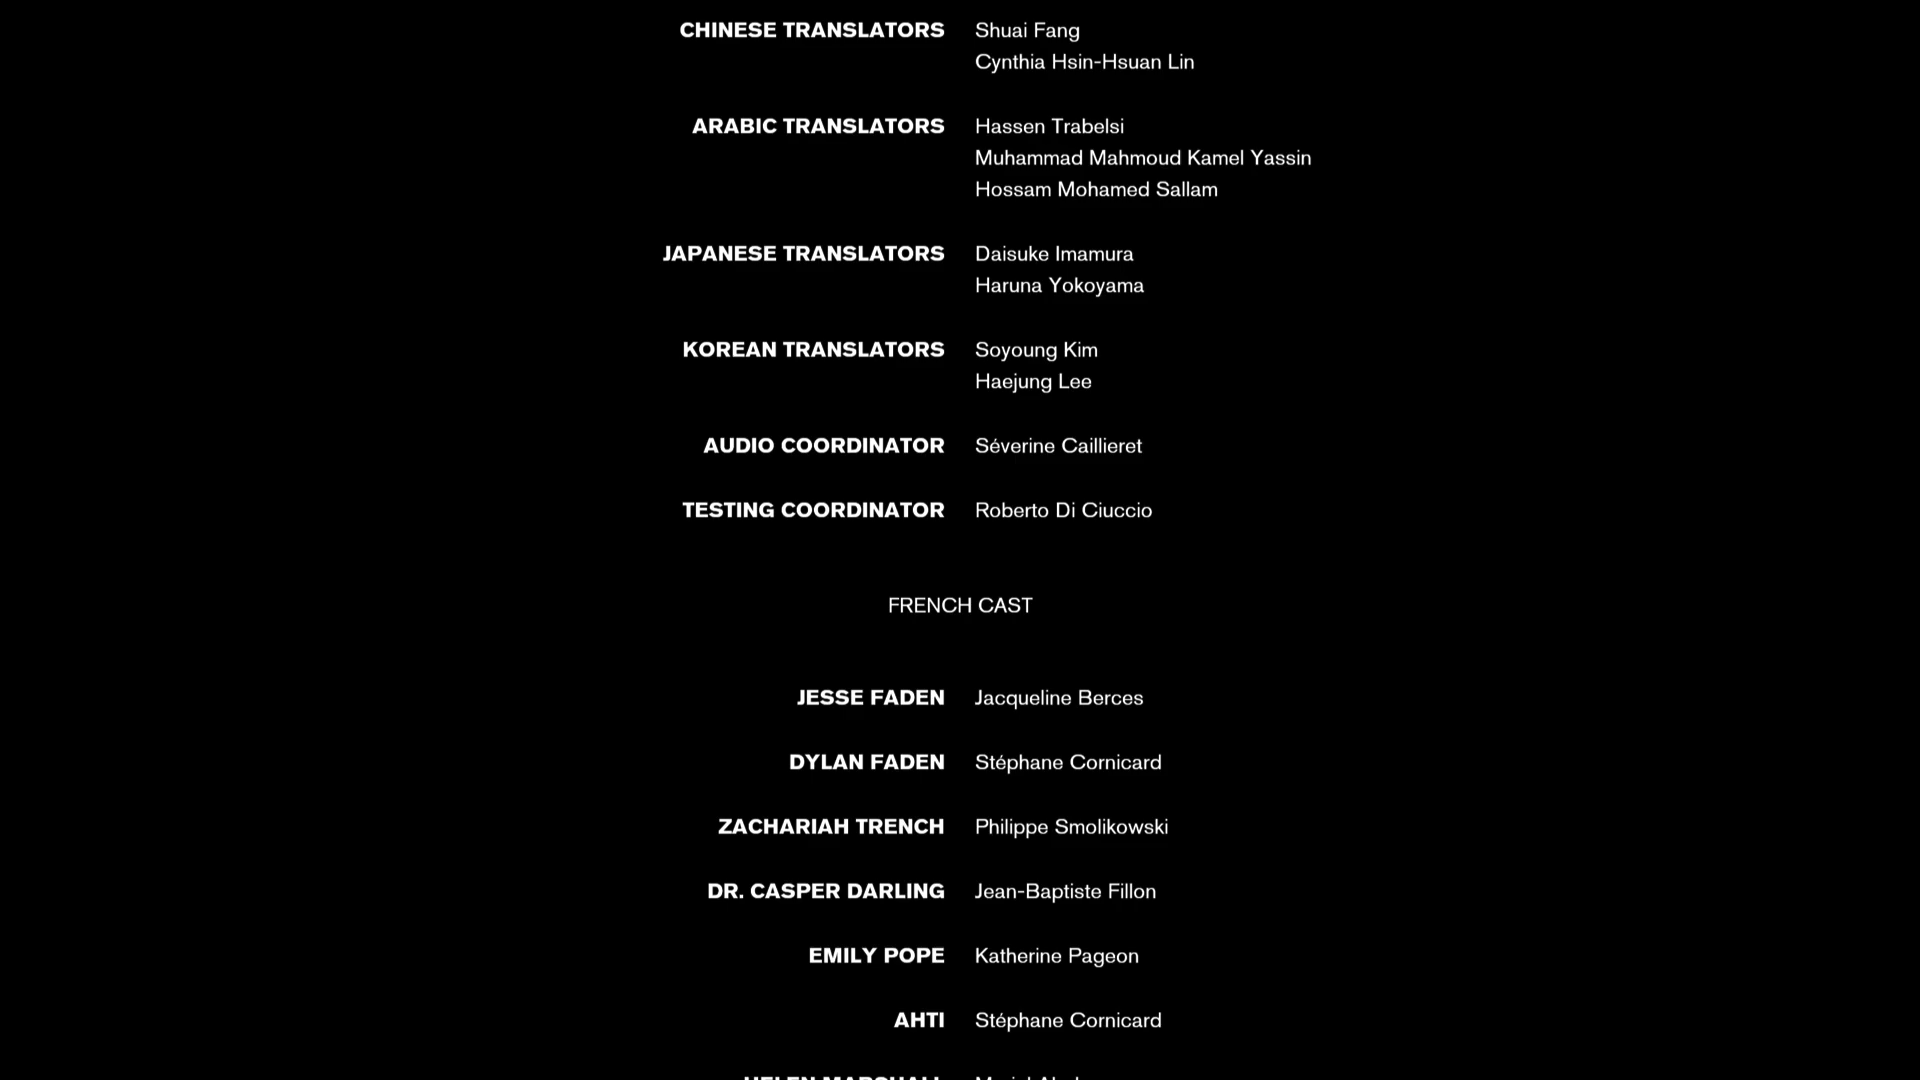 CHINESE TRANSLATORS Shuai Fang
Cynthia Hsin-Hsuan Lin
ARABIC TRANSLATORS Hassen Trabelsi
Muhammad Mahmoud Kamel Yassin
Hossam Mohamed Sallam
JAPANESE TRANSLATORS Daisuke Imamura
Haruna Yokoyama
KOREAN TRANSLATORS Soyoung Kim
Haejung Lee
AUDIO COORDINATOR Séverine Caillieret
TESTING COORDINATOR Roberto Di Ciuccio
FRENCH CAST
JESSE FADEN Jacqueline Berces
DYLAN FADEN Stéphane Cornicard
ZACHARIAH TRENCH Philippe Smolikowski
DR. CASPER DARLING Jean-Baptiste Fillon
EMILY POPE Katherine Pageon
AHTI Stéphane Cornicard
HELEN MARSHALL